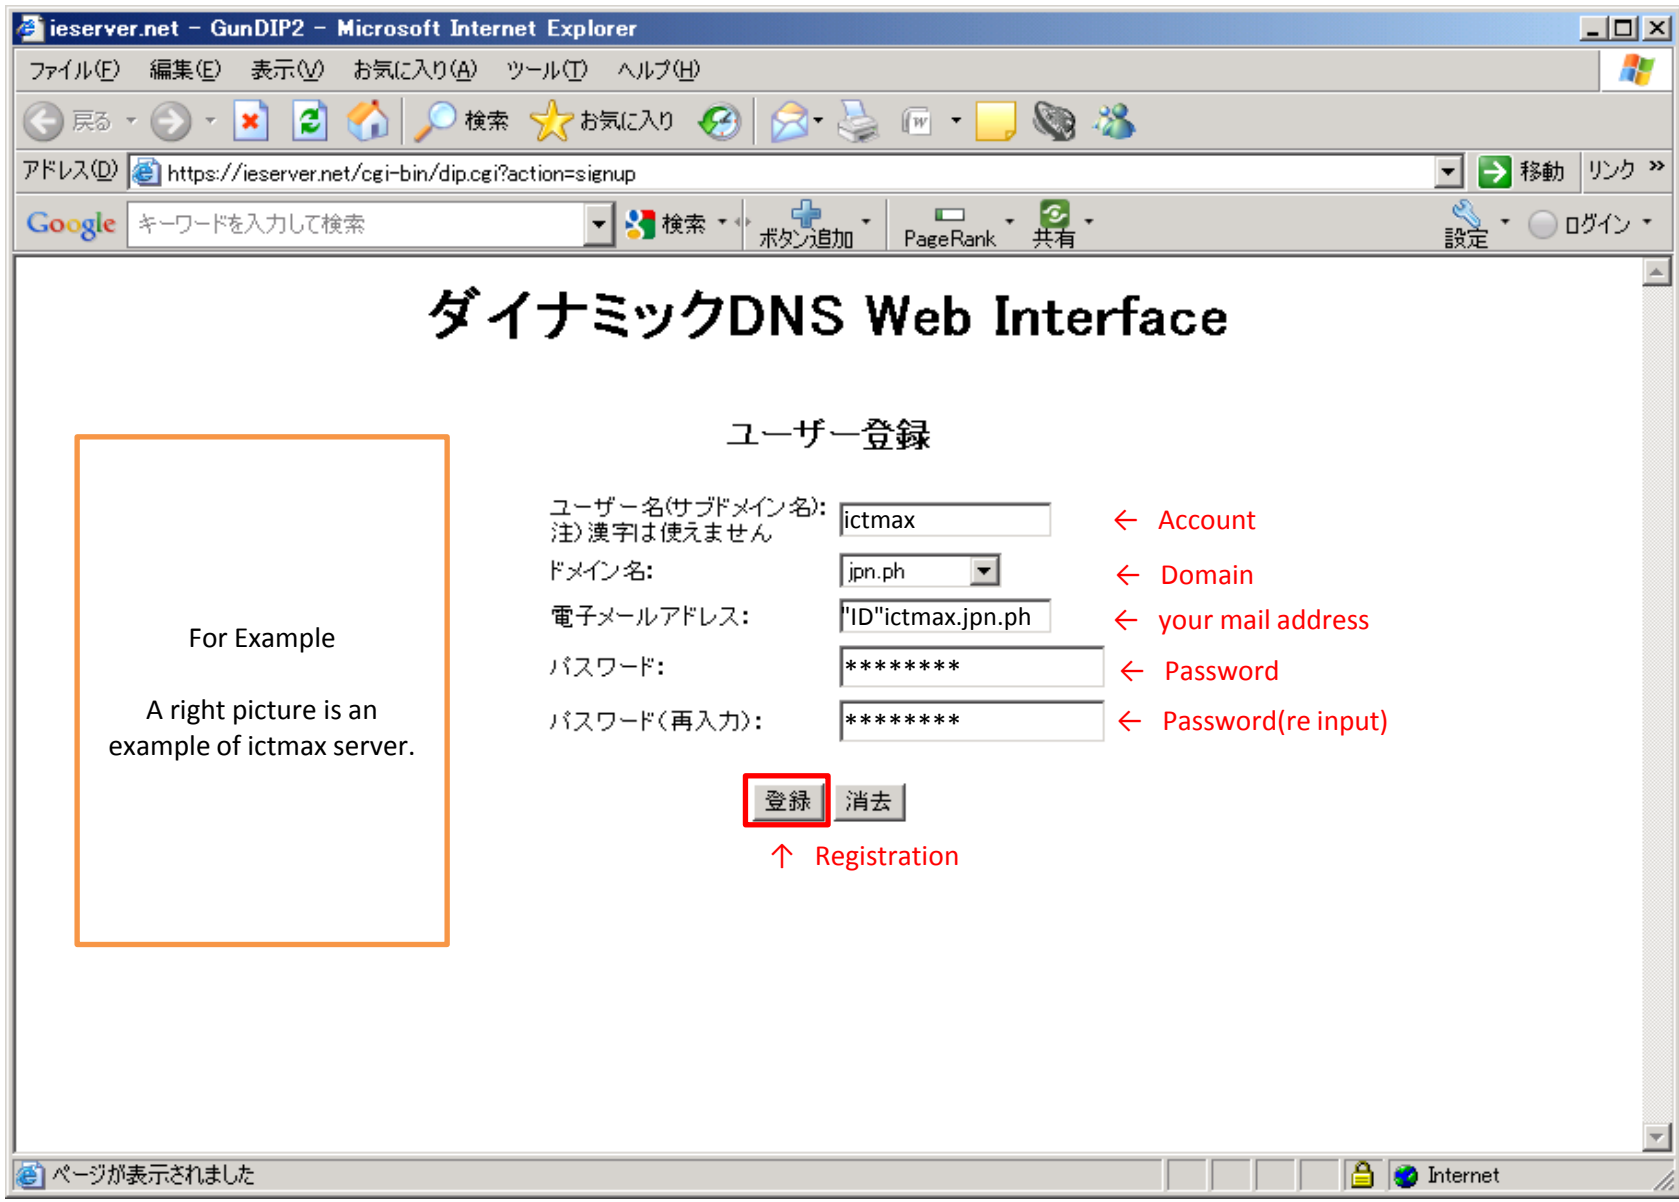 ieserver.net - GunDIP2 - Microsoft Internet Explorer
ファイル(F) 編集(E) 表示(V) お気に入り(A) ツール(T) ヘルプ(H)
戻る 検索 お気に入り
アドレス(D) https://ieserver.net/cgi-bin/dip.cgi?action=signup 移動 リンク »
Google キーワードを入力して検索 検索 ボタン追加 PageRank 共有 設定 ログイン
ダイナミックDNS Web Interface
ユーザー登録
ユーザー名(サブドメイン名): ictmax ← Account
注)漢字は使えません
ドメイン名: jpn.ph ← Domain
電子メールアドレス: "ID"ictmax.jpn.ph ← your mail address
パスワード: ******** ← Password
パスワード(再入力): ******** ← Password(re input)
登録 消去
↑ Registration
For Example
A right picture is an
example of ictmax server.
ページが表示されました Internet